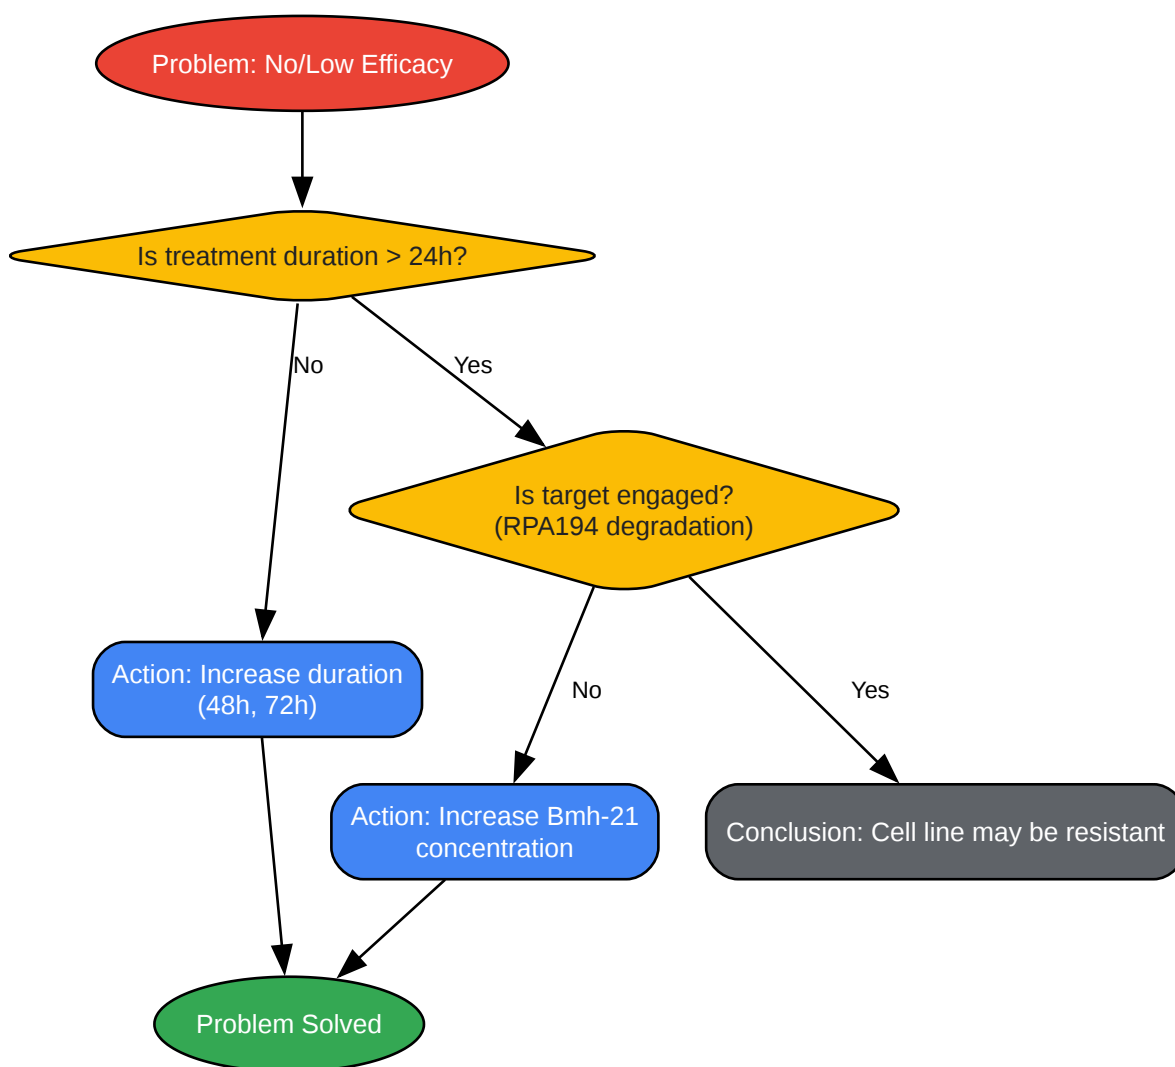 Problem: No/Low Efficacy
Is treatment duration > 24h?
No
Yes
Is target engaged?
(RPA194 degradation)
Action: Increase duration
(48h, 72h)
No
Yes
Action: Increase Bmh-21
concentration
Conclusion: Cell line may be resistant
Problem Solved